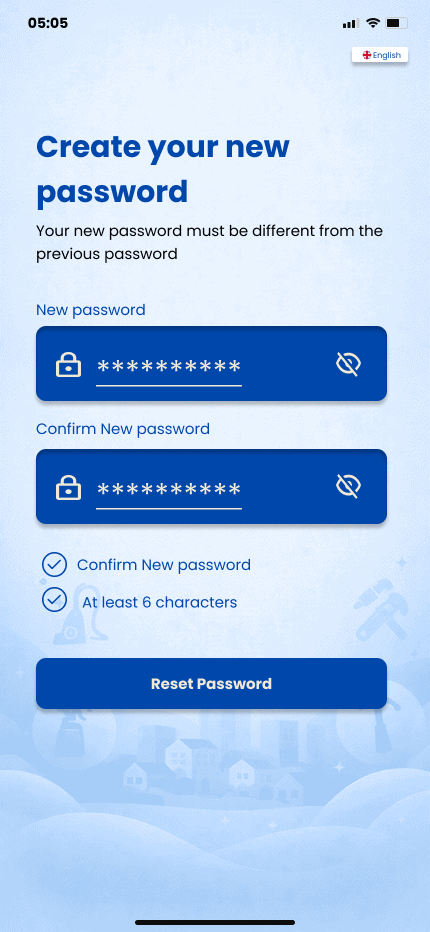 05:05
English
Create your new
password
Your new password must be different from the
previous password
New password
**********
Confirm New password
**********
Confirm New password
At least 6 characters
Reset Password